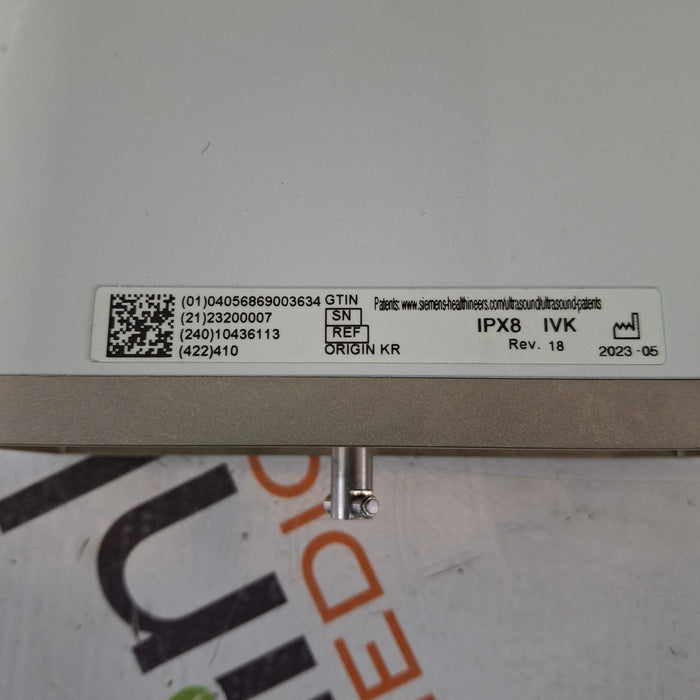 (01)04056869003634 GTIN
(21)23200007 SN
(240)10436113 REF
(422)410 ORIGIN KR
Patents: www.siemens-healthineers.com/ultrasound/ultrasound-patents
IPX8 IVK
Rev. 18
2023-05
EDIC